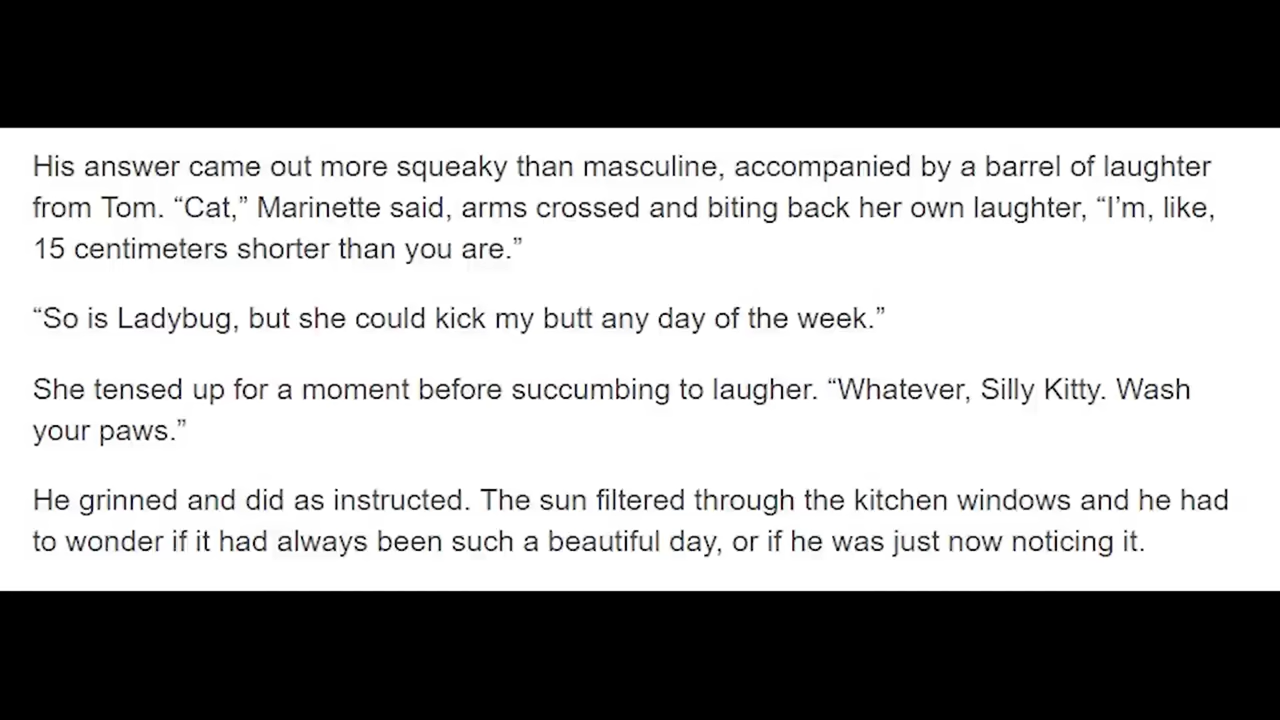 His answer came out more squeaky than masculine, accompanied by a barrel of laughter
from Tom. “Cat,” Marinette said, arms crossed and biting back her own laughter, “I’m, like,
15 centimeters shorter than you are.”
“So is Ladybug, but she could kick my butt any day of the week.”
She tensed up for a moment before succumbing to laugher. “Whatever, Silly Kitty. Wash
your paws.”
He grinned and did as instructed. The sun filtered through the kitchen windows and he had
to wonder if it had always been such a beautiful day, or if he was just now noticing it.